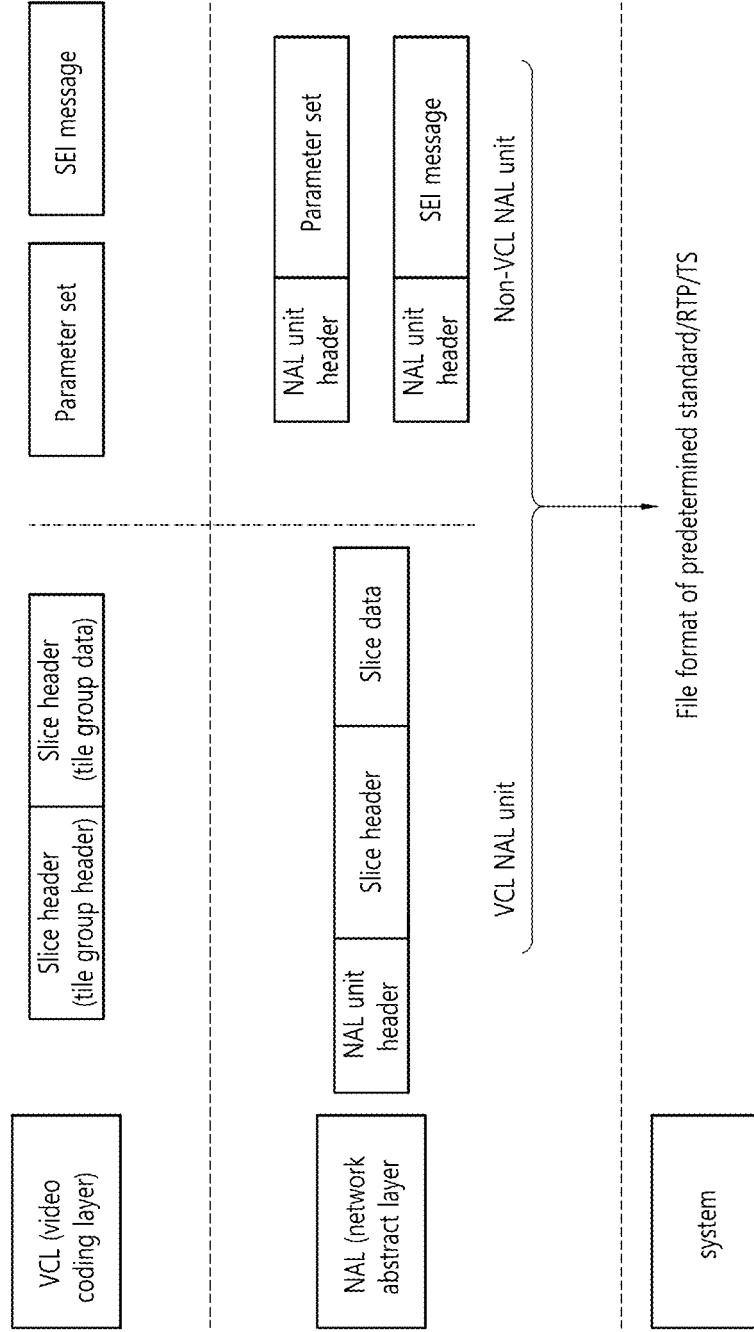 VCL (video
coding layer)
Slice header
(tile group header)
Slice header
(tile group data)
Parameter set
SEI message
NAL (network
abstract layer
NAL unit
header
Slice header
Slice data
NAL unit
header
Parameter set
NAL unit
header
SEI message
VCL NAL unit
Non-VCL NAL unit
system
File format of predetermined standard/RTP/TS